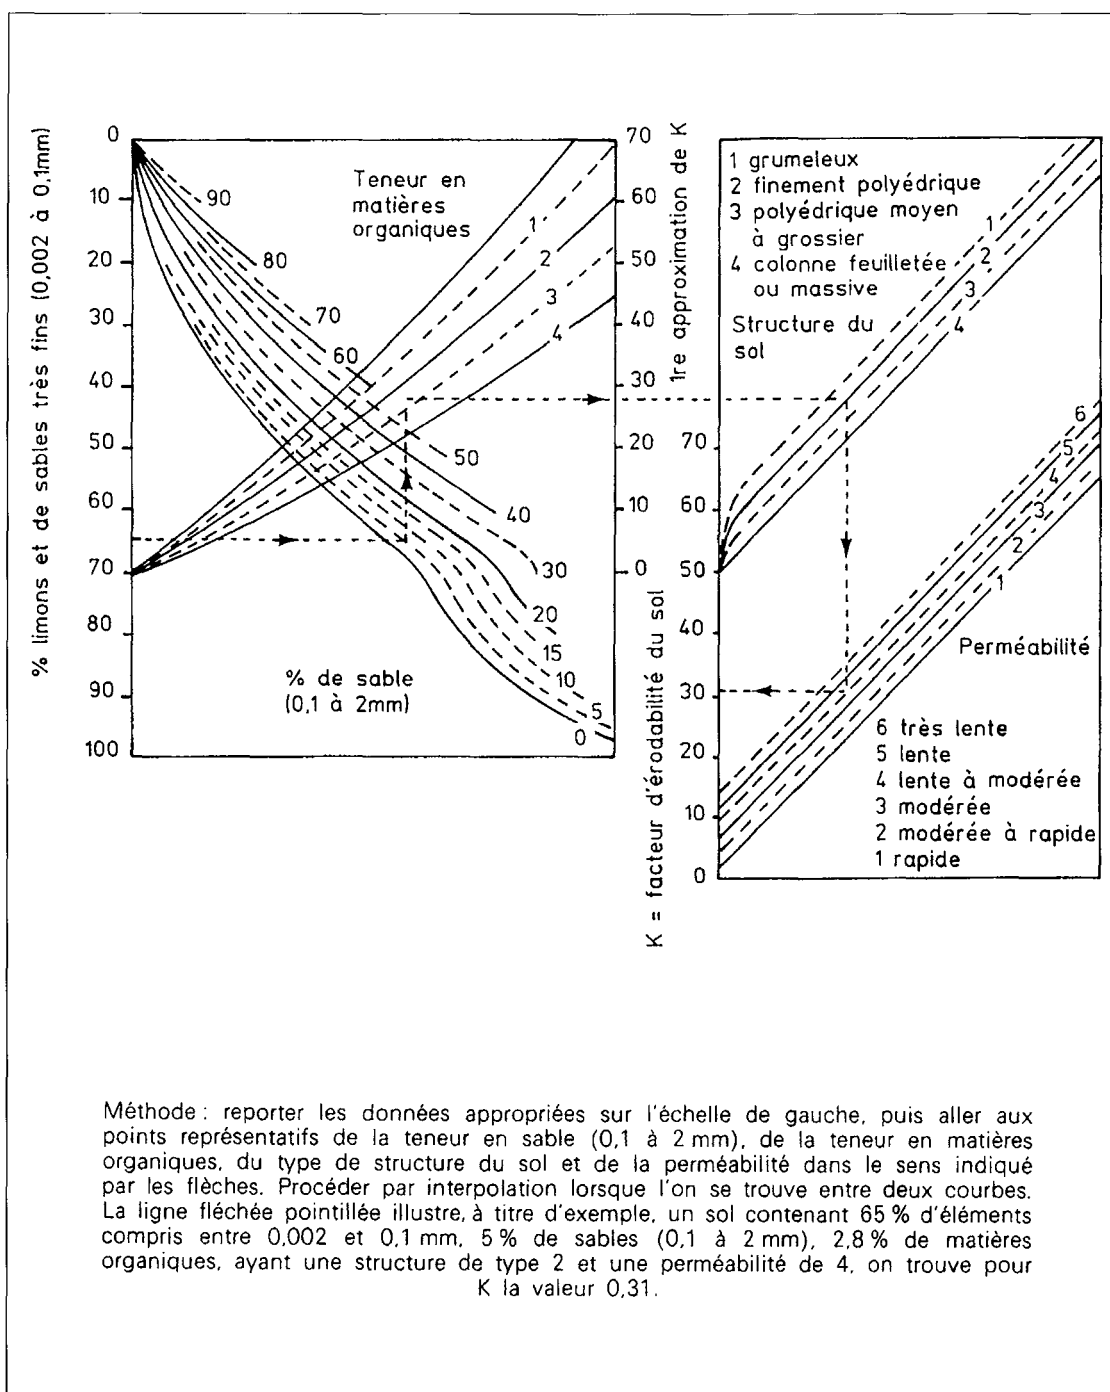 % limons et de sables très fins (0,002 à 0,1mm)
0
10
20
30
40
50
60
70
80
90
100
90
80
70
60
50
40
30
20
15
10
5
0
Teneur en
matières
organiques
1
2
3
4
% de sable
(0,1 à 2mm)
1re approximation de K
70
60
50
40
30
20
10
0
1 grumeleux
2 finement polyédrique
3 polyédrique moyen
à grossier
4 colonne feuilletée
ou massive
Structure du
sol
1
2
3
4
K = facteur d'érodabilité du sol
70
60
50
40
30
20
10
0
6
5
4
3
2
1
Perméabilité
6 très lente
5 lente
4 lente à modérée
3 modérée
2 modérée à rapide
1 rapide
Méthode : reporter les données appropriées sur l'échelle de gauche, puis aller aux
points représentatifs de la teneur en sable (0,1 à 2 mm), de la teneur en matières
organiques, du type de structure du sol et de la perméabilité dans le sens indiqué
par les flèches. Procéder par interpolation lorsque l'on se trouve entre deux courbes.
La ligne fléchée pointillée illustre, à titre d'exemple, un sol contenant 65 % d'éléments
compris entre 0,002 et 0,1 mm, 5 % de sables (0,1 à 2 mm), 2,8 % de matières
organiques, ayant une structure de type 2 et une perméabilité de 4, on trouve pour
K la valeur 0,31.